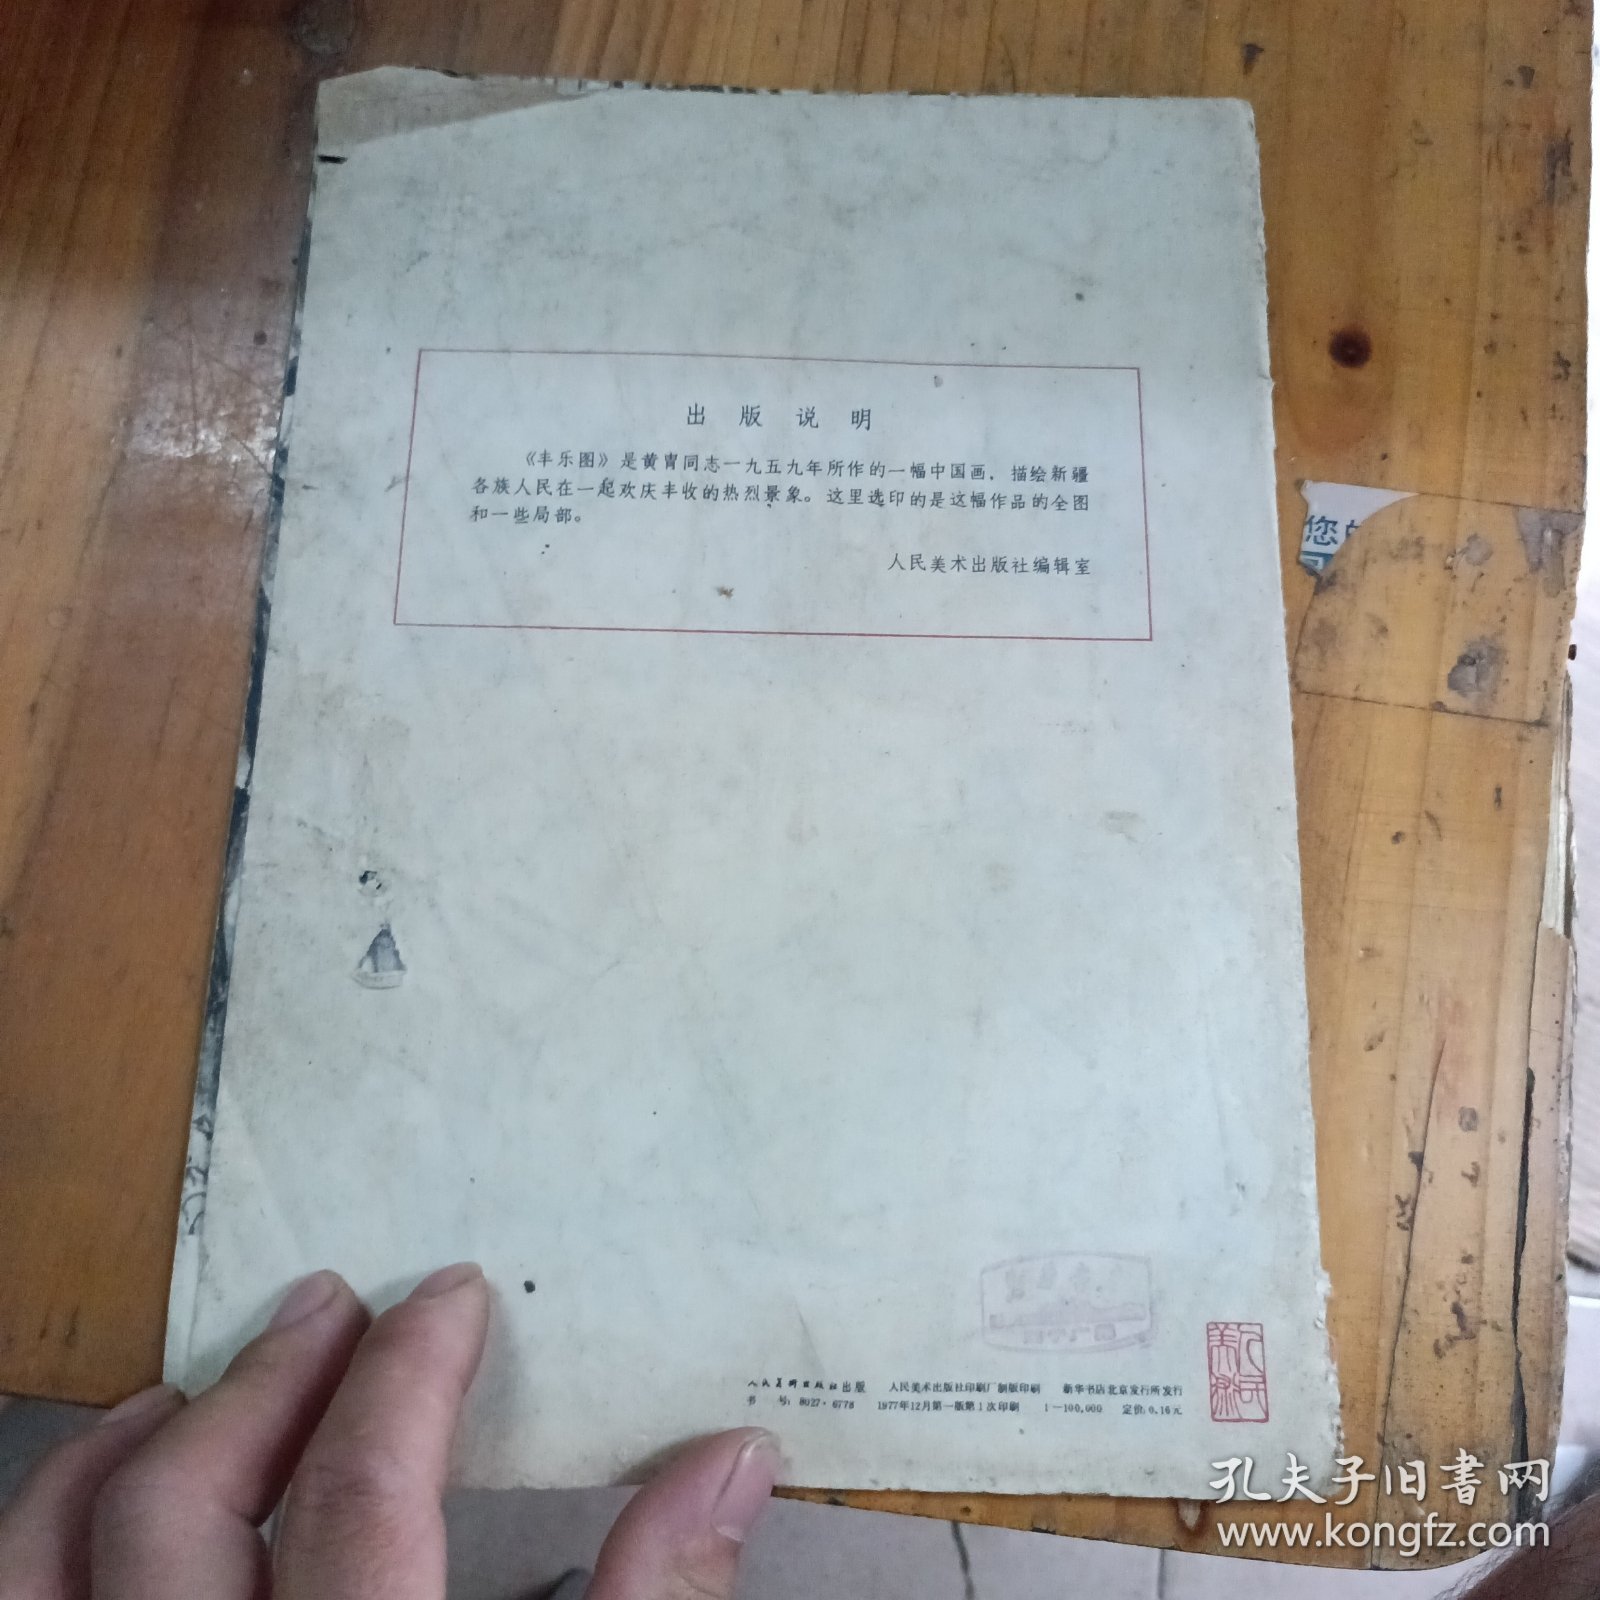 出版说明
《丰乐图》是黄胄同志一九五九年所作的一幅中国画，描绘新疆
各族人民在一起欢庆丰收的热烈景象。这里选印的是这幅作品的全图
和一些局部。
人民美术出版社编辑室
您的
人民美术出版社出版 人民美术出版社印刷厂制版印刷 新华书店北京发行所发行
书号：8027·6778 1977年12月第一版第1次印刷 1—100,000 定价0.16元
人民美术
孔夫子旧書网
www.kongfz.com